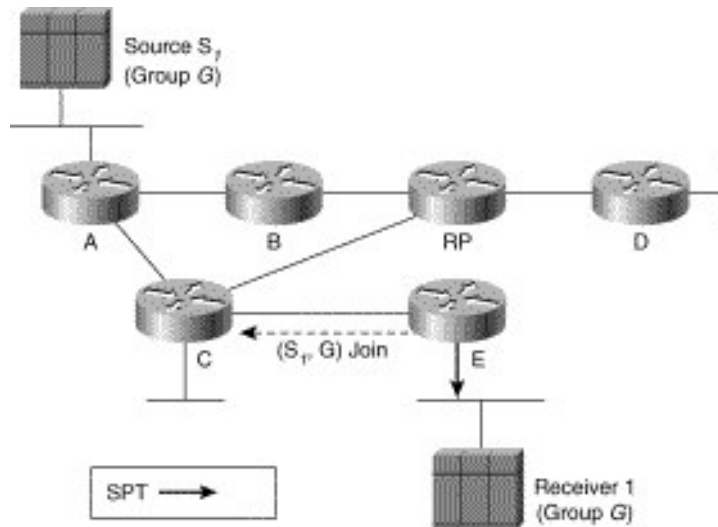 Source S1
(Group G)
A
B
RP
D
C
(S1, G) Join
E
SPT
Receiver 1
(Group G)